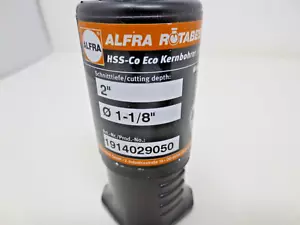 ALFRA
ALFRA ROTABES
HSS-Co Eco Kernbohrer
Schnitttiefe/cutting depth:
2"
Ø 1-1/8"
1914029050